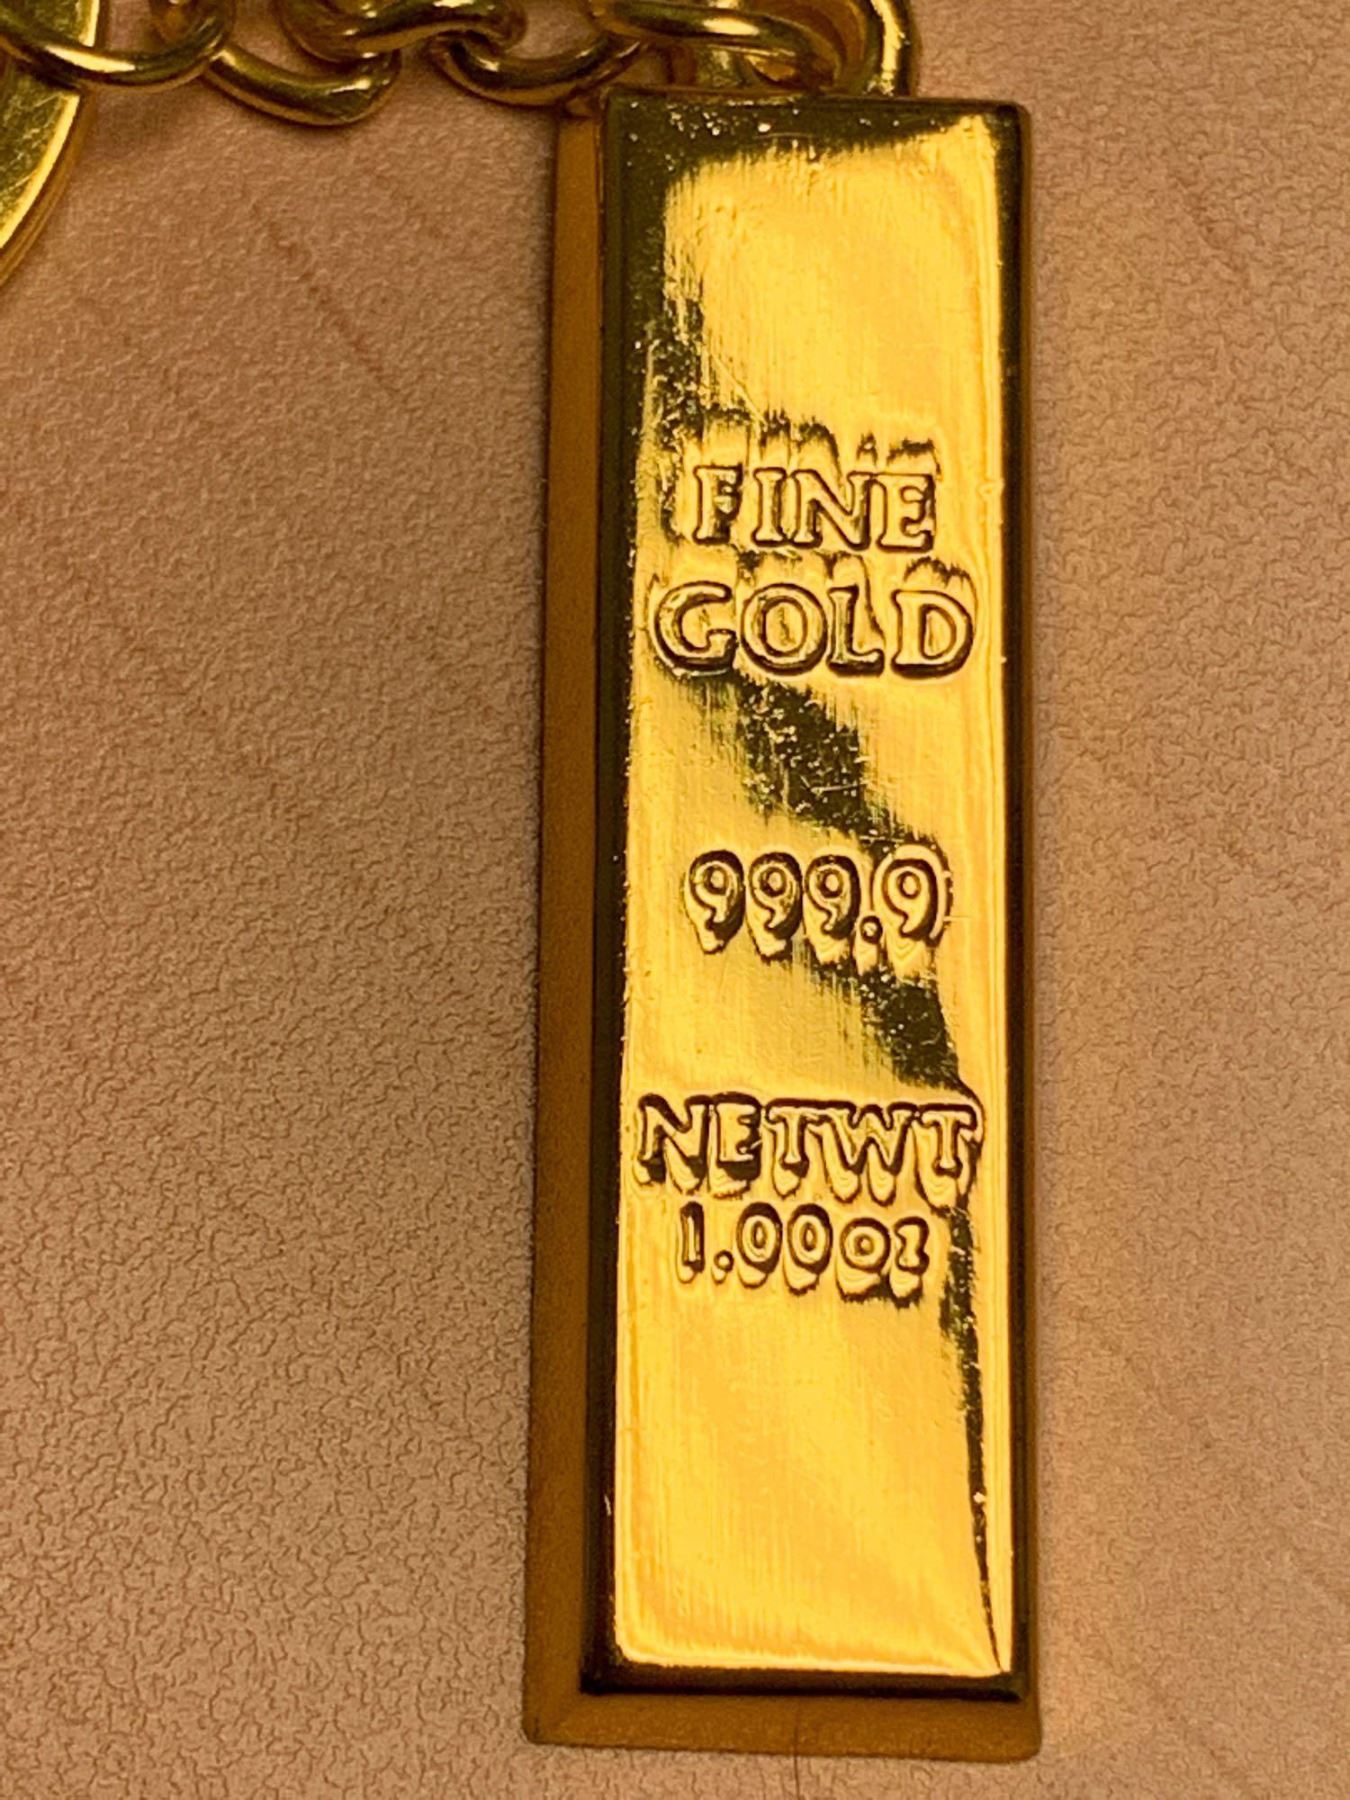 FINE
GOLD
999.9
NETWT
1.00oz